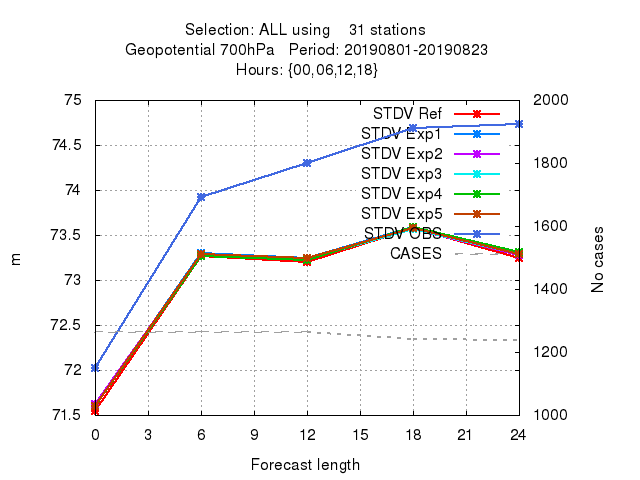 Selection: ALL using    31 stations
Geopotential 700hPa   Period: 20190801-20190823
Hours: {00,06,12,18}
75
74.5
74
73.5
73
72.5
72
71.5
m
2000
1800
1600
1400
1200
1000
No cases
STDV Ref
STDV Exp1
STDV Exp2
STDV Exp3
STDV Exp4
STDV Exp5
STDV OBS
CASES
0 3 6 9 12 15 18 21 24
Forecast length